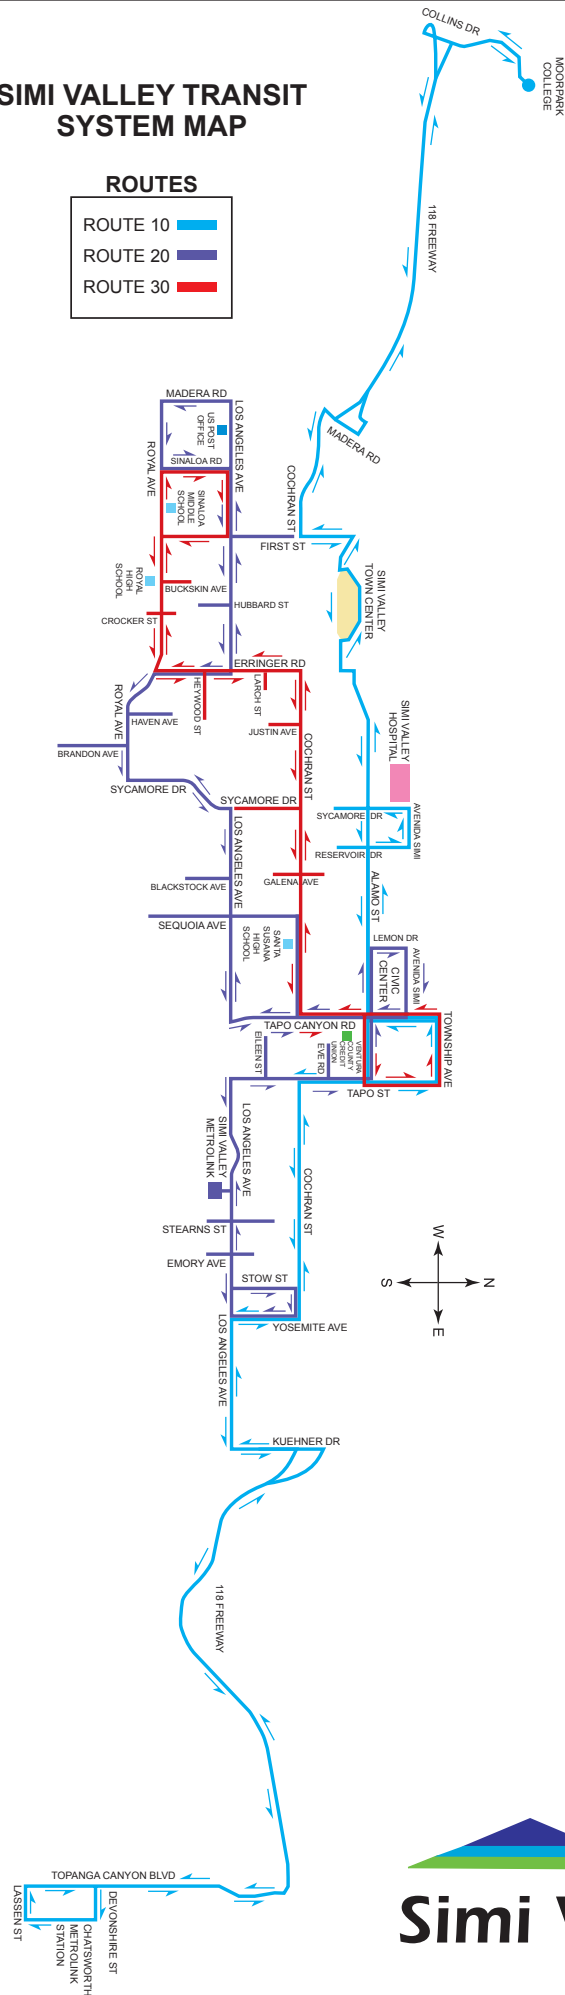 COLLINS DR
MOORPARK
COLLEGE
SIMI VALLEY TRANSIT
SYSTEM MAP
ROUTES
ROUTE 10
ROUTE 20
ROUTE 30
118 FREEWAY
MADERA RD
MADERA RD
LOS ANGELES AVE
US POST
OFFICE
SINALOA RD
ROYAL AVE
SINALOA
MIDDLE
SCHOOL
COCHRAN ST
FIRST ST
SIMI VALLEY
TOWN CENTER
ROYAL
HIGH
SCHOOL
BUCKSKIN AVE
HUBBARD ST
CROCKER ST
ERRINGER RD
HEYWOOD ST
LARCH ST
ROYAL AVE
HAVEN AVE
JUSTIN AVE
COCHRAN ST
BRANDON AVE
SIMI VALLEY
HOSPITAL
SYCAMORE DR
SYCAMORE DR
SYCAMORE DR
AVENIDA SIMI
LOS ANGELES AVE
RESERVOIR DR
BLACKSTOCK AVE
GALENA AVE
ALAMO ST
SEQUOIA AVE
SANTA
SUSANA
HIGH
SCHOOL
LEMON DR
CIVIC
CENTER
AVENIDA SIMI
TAPO CANYON RD
TOWNSHIP AVE
EILEEN ST
EVE RD
VENTURA
COUNTY
CREDIT
UNION
TAPO ST
SIMI VALLEY
METROLINK
LOS ANGELES AVE
COCHRAN ST
STEARNS ST
EMORY AVE
W
N
S
E
STOW ST
YOSEMITE AVE
LOS ANGELES AVE
KUEHNER DR
118 FREEWAY
TOPANGA CANYON BLVD
LASSEN ST
DEVONSHIRE ST
CHATSWORTH
METROLINK
STATION
Simi V